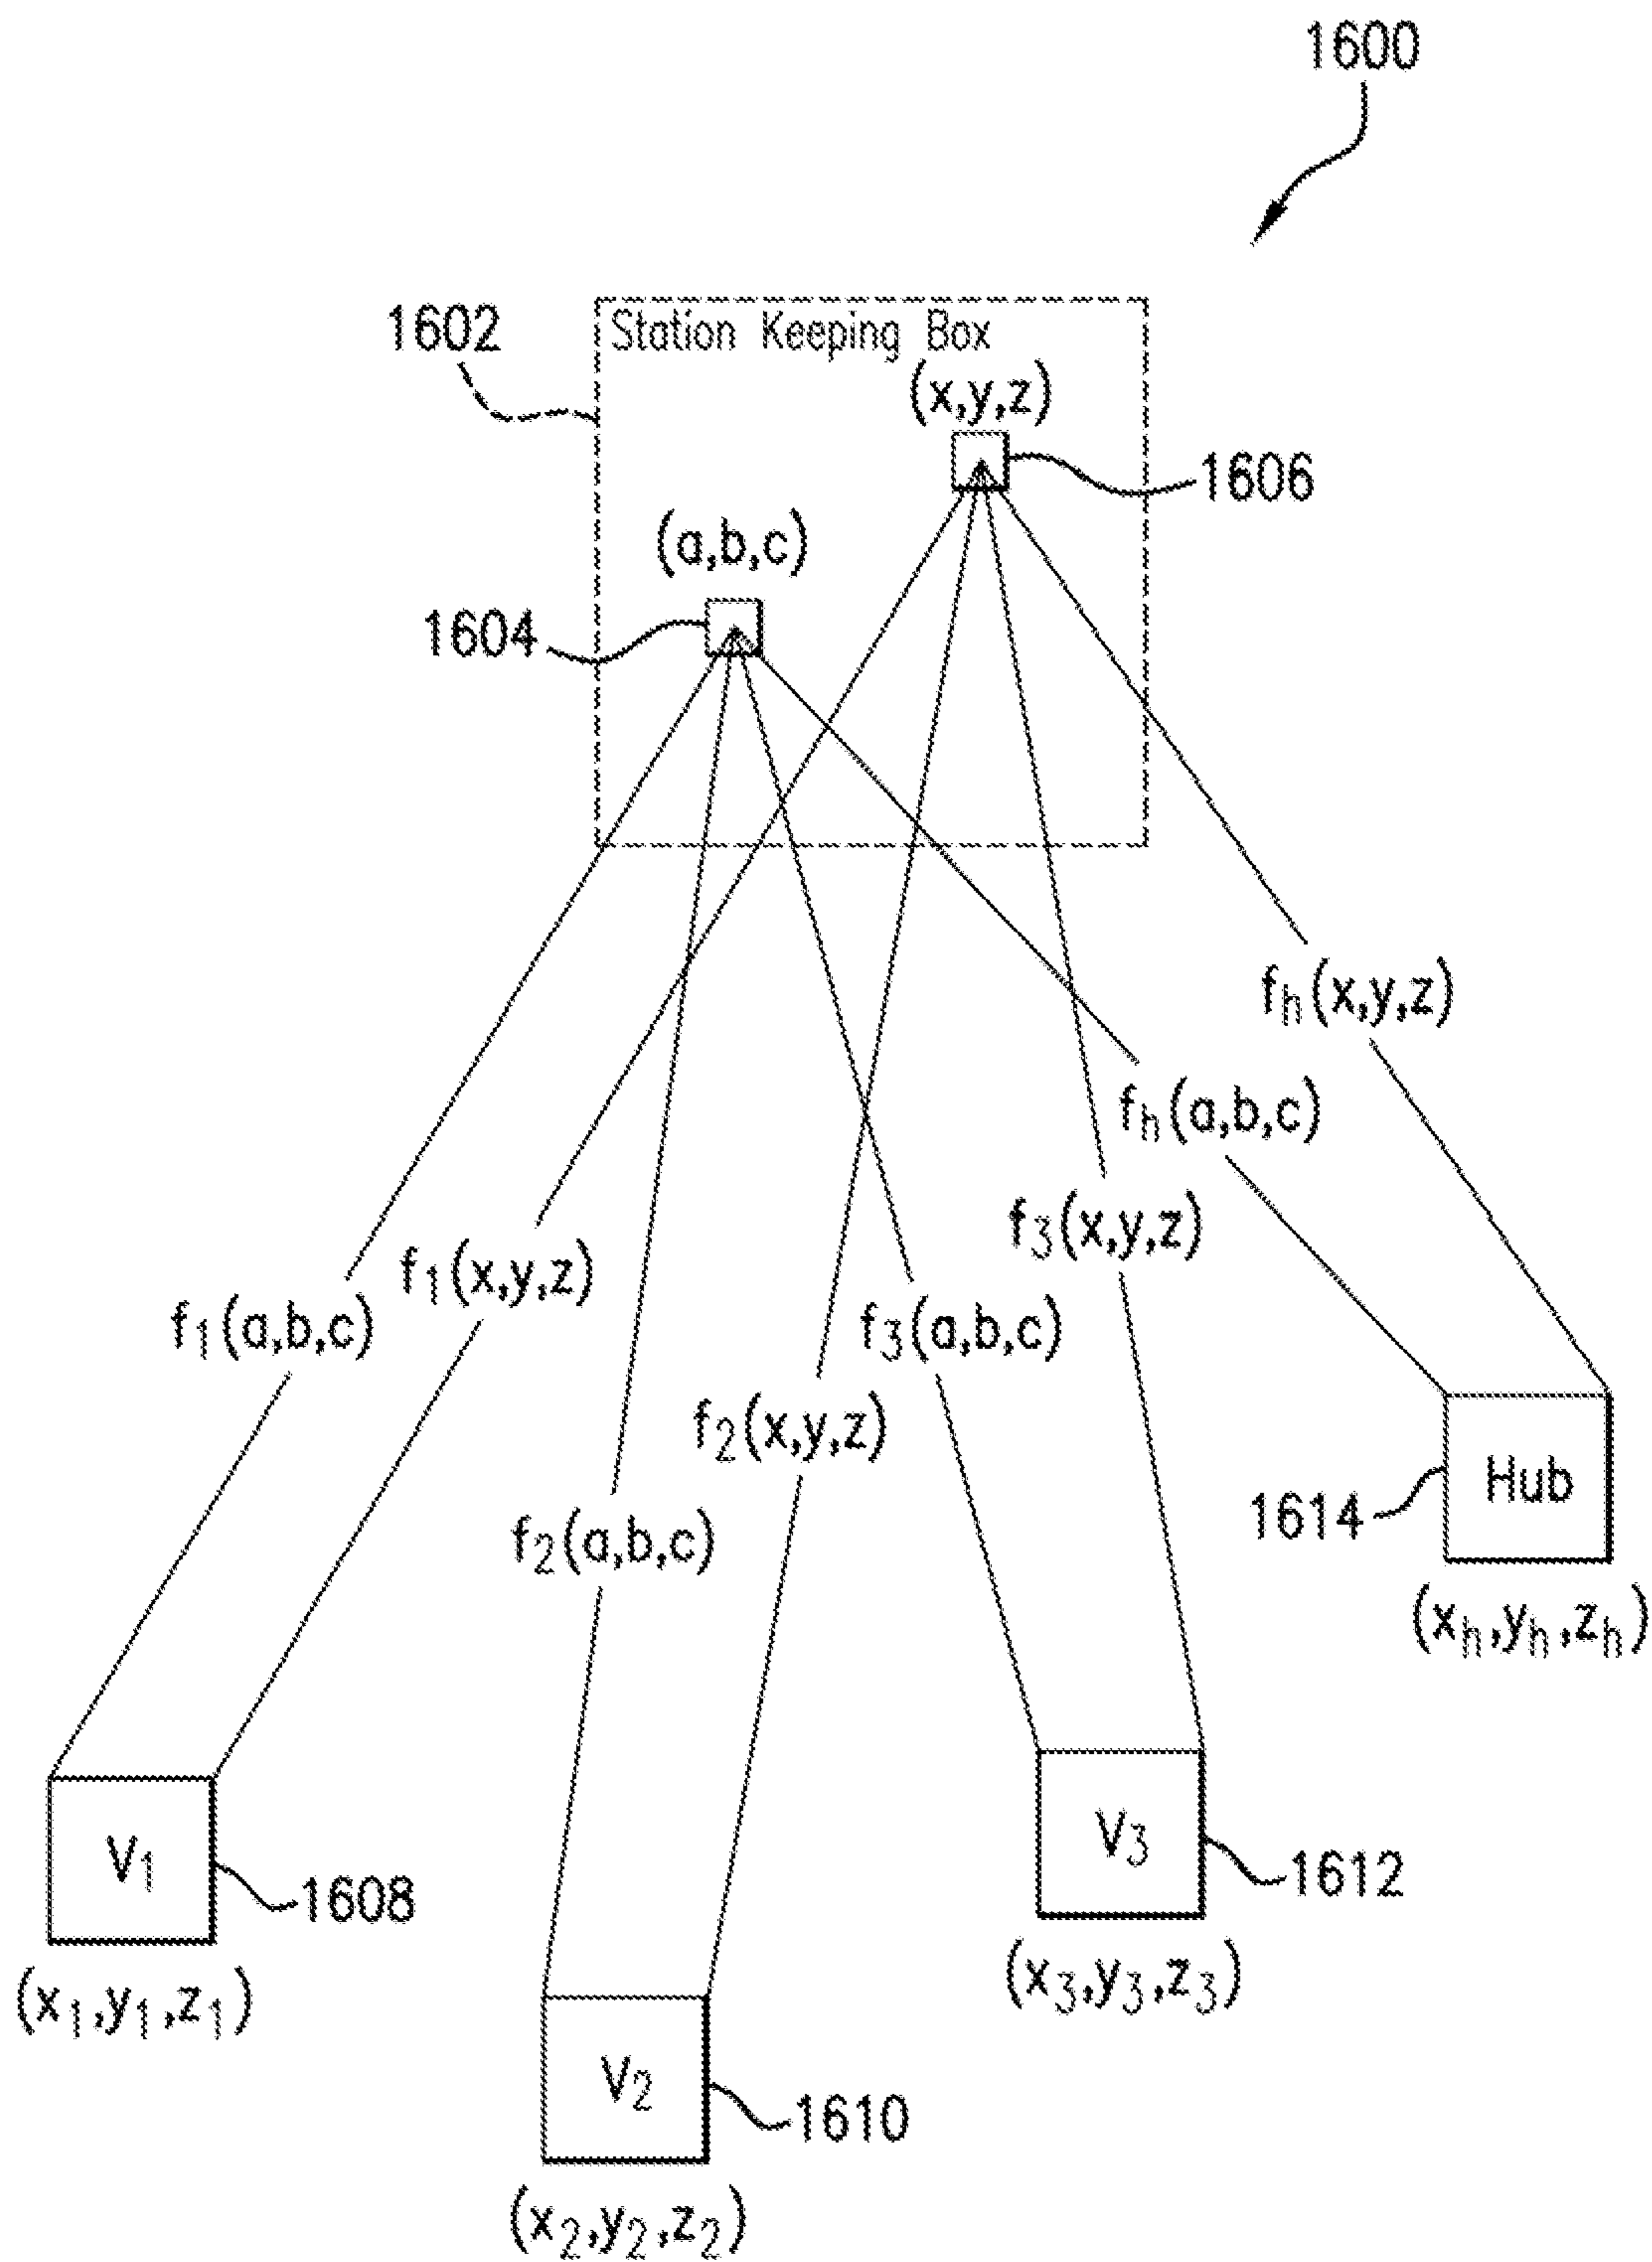 1600
1602
Station Keeping Box
(x,y,z)
1606
(a,b,c)
1604
fh(x,y,z)
fh(a,b,c)
f3(x,y,z)
f1(x,y,z)
f1(a,b,c)
f3(a,b,c)
f2(x,y,z)
Hub
1614
f2(a,b,c)
(xh,yh,zh)
V1
V3
1612
1608
(x3,y3,z3)
(x1,y1,z1)
V2
1610
(x2,y2,z2)